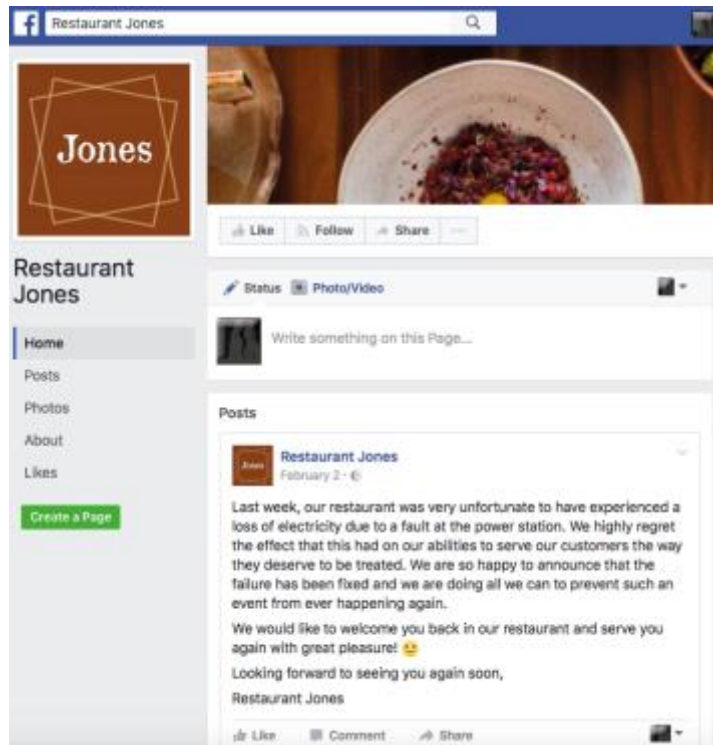 Restaurant Jones
Jones
Restaurant
Jones
Home
Posts
Photos
About
Likes
Create a Page
Like Follow Share
Status Photo/Video
Write something on this Page...
Posts
Jones
Restaurant Jones
February 2
Last week, our restaurant was very unfortunate to have experienced a
loss of electricity due to a fault at the power station. We highly regret
the effect that this had on our abilities to serve our customers the way
they deserve to be treated. We are so happy to announce that the
failure has been fixed and we are doing all we can to prevent such an
event from ever happening again.
We would like to welcome you back in our restaurant and serve you
again with great pleasure!
Looking forward to seeing you again soon,
Restaurant Jones
Like Comment Share